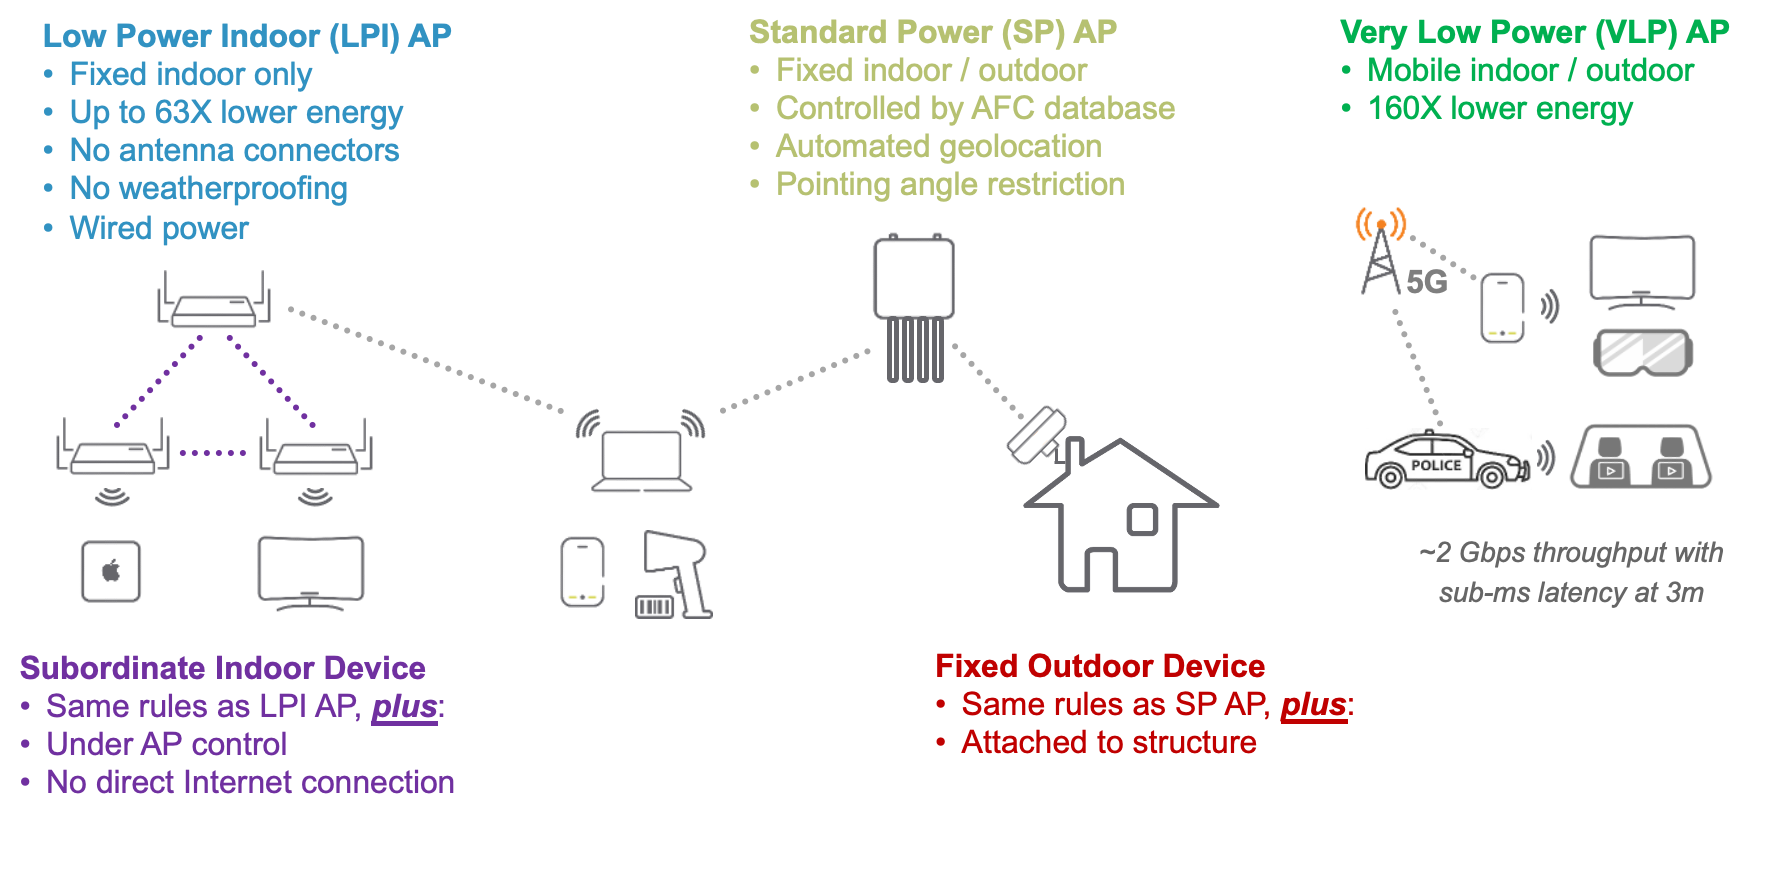 Low Power Indoor (LPI) AP
• Fixed indoor only
• Up to 63X lower energy
• No antenna connectors
• No weatherproofing
• Wired power
Standard Power (SP) AP
• Fixed indoor / outdoor
• Controlled by AFC database
• Automated geolocation
• Pointing angle restriction
Very Low Power (VLP) AP
• Mobile indoor / outdoor
• 160X lower energy
5G
POLICE
~2 Gbps throughput with
sub-ms latency at 3m
Subordinate Indoor Device
• Same rules as LPI AP, plus:
• Under AP control
• No direct Internet connection
Fixed Outdoor Device
• Same rules as SP AP, plus:
• Attached to structure